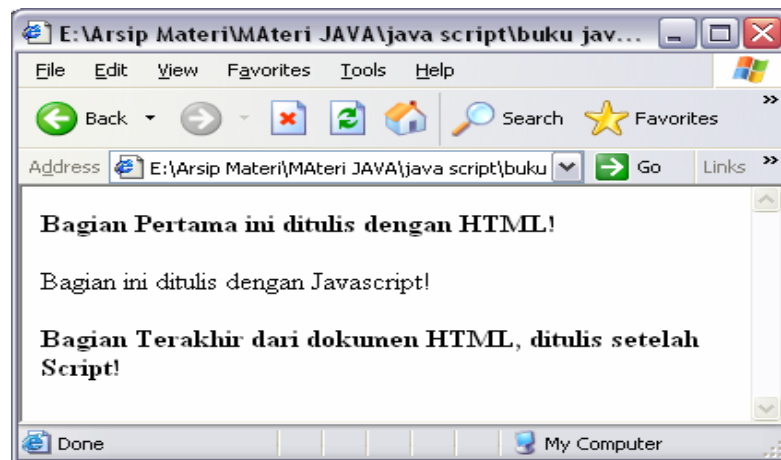 E:\Arsip Materi\MAteri JAVA\java script\buku jav...
File Edit View Favorites Tools Help
Back Search Favorites »
Address E:\Arsip Materi\MAteri JAVA\java script\buku Go Links »
Bagian Pertama ini ditulis dengan HTML!
Bagian ini ditulis dengan Javascript!
Bagian Terakhir dari dokumen HTML, ditulis setelah
Script!
Done My Computer